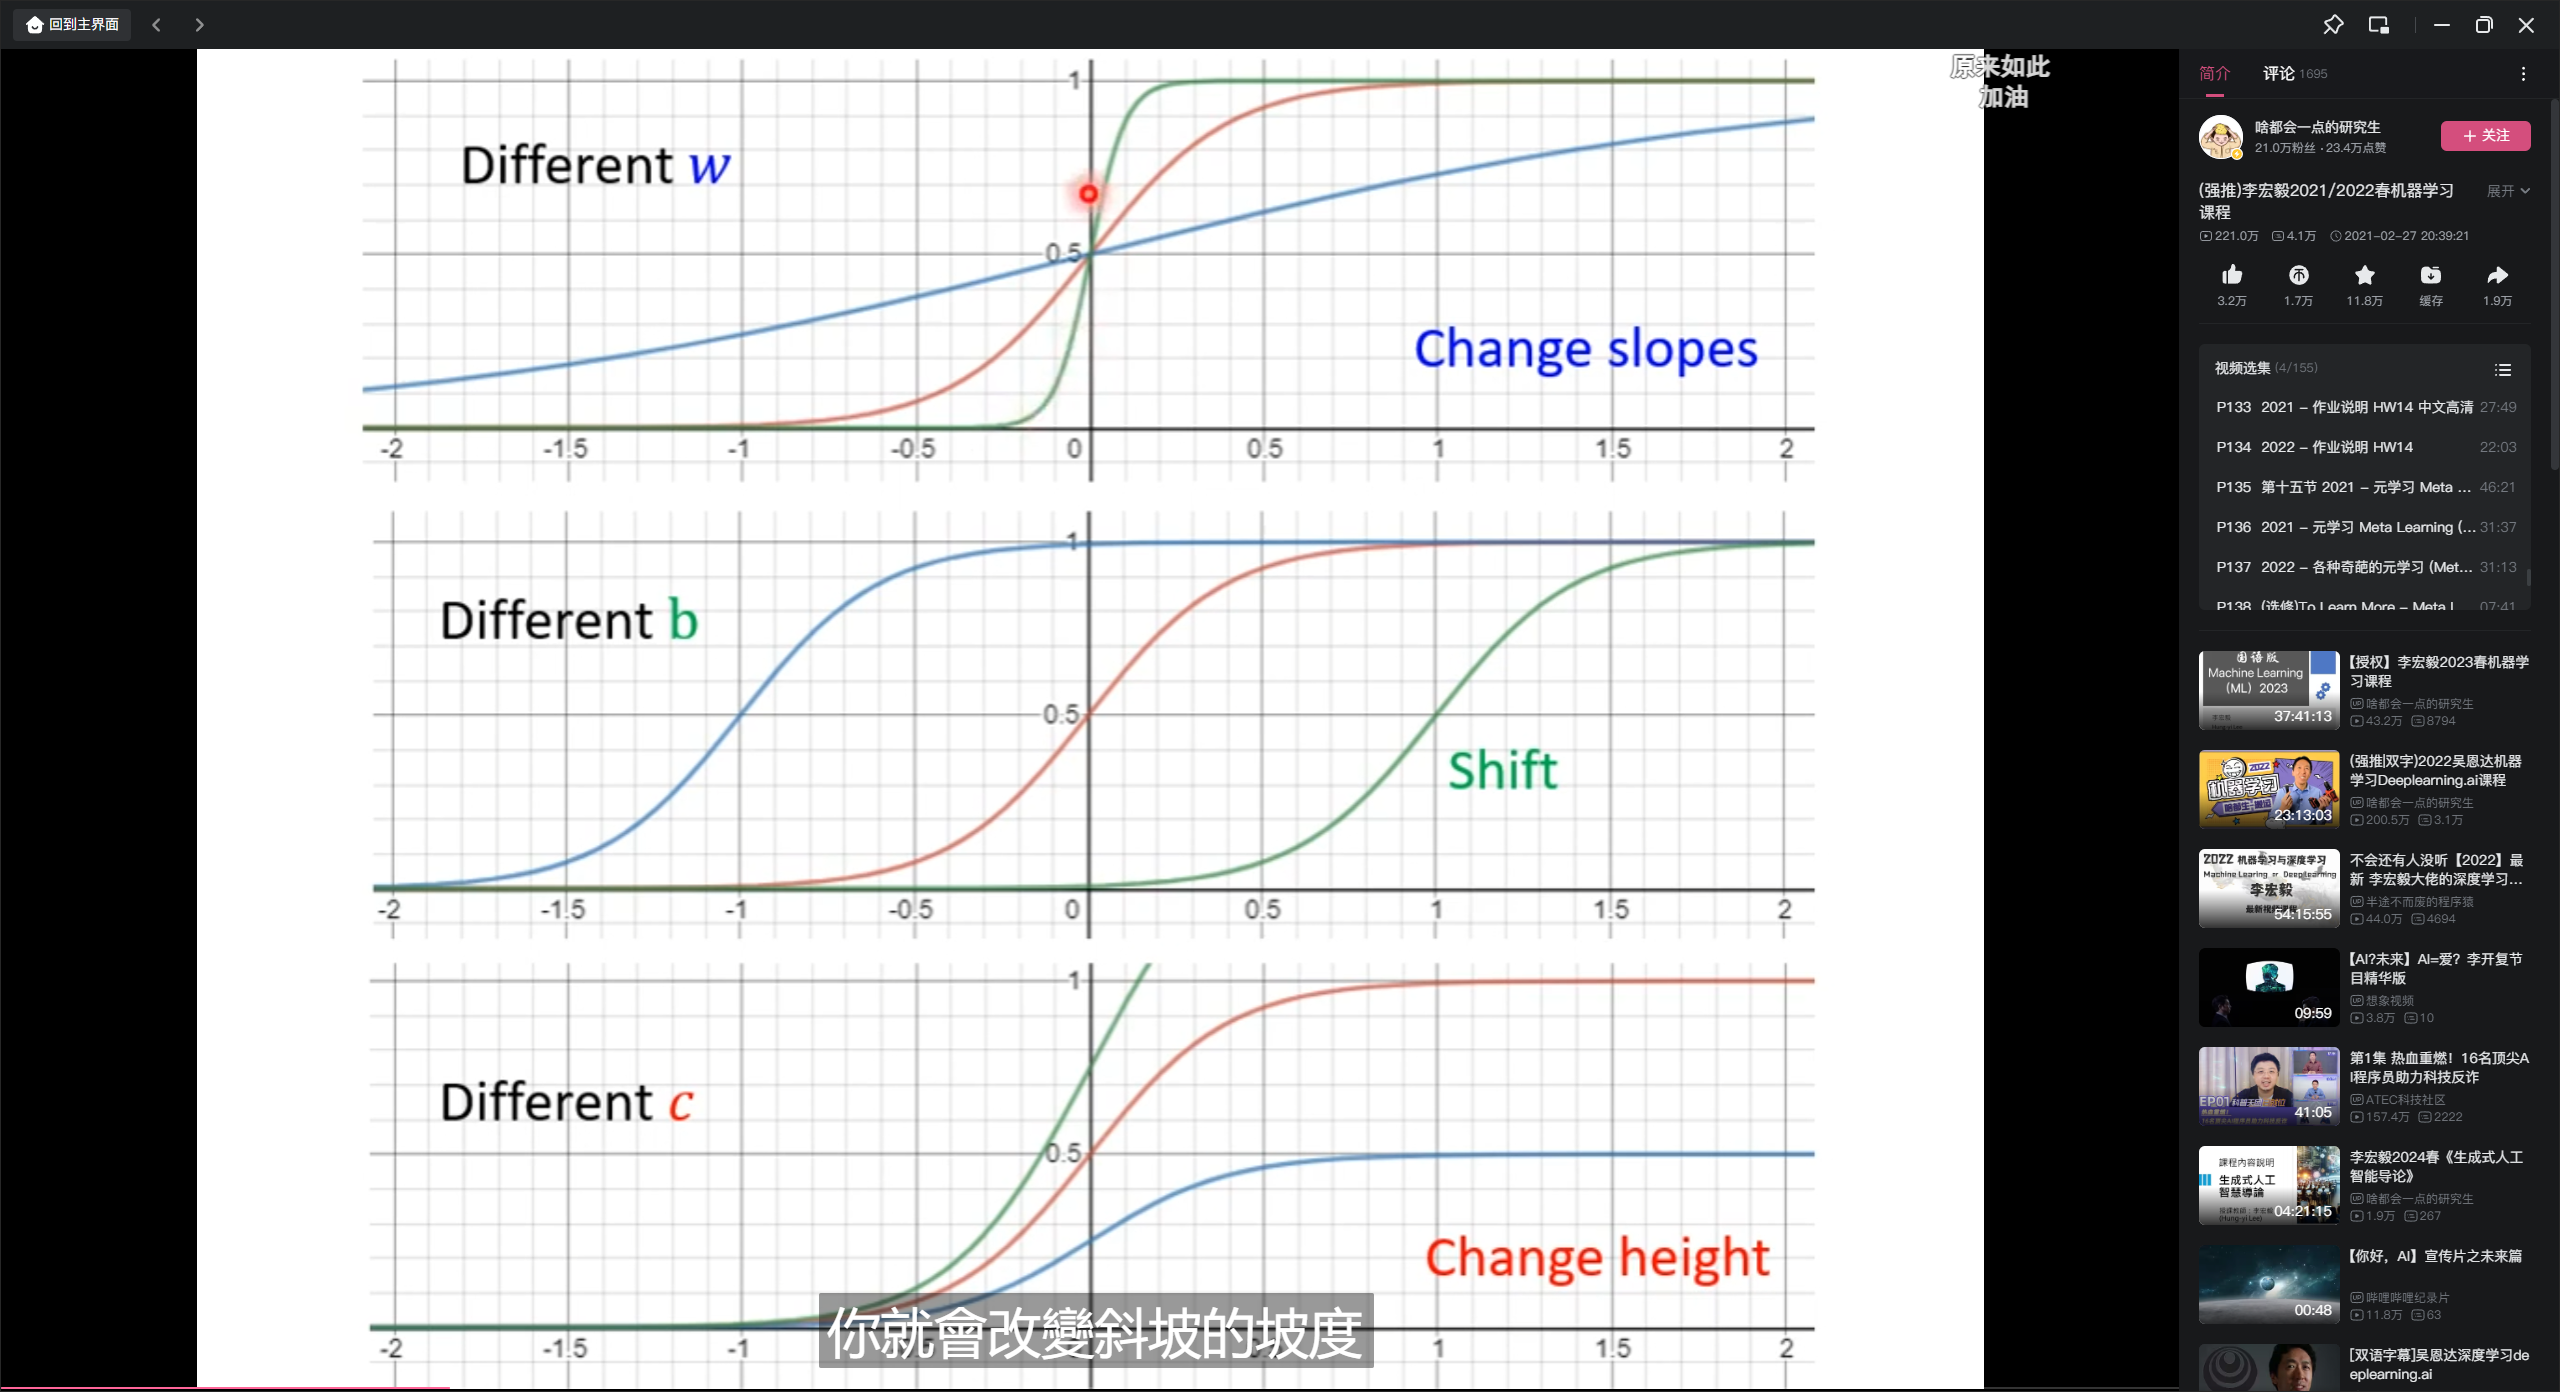 回到主界面
原来如此
加油
1
Different w
0.5
Change slopes
-2 -1.5 -1 -0.5 0 0.5 1 1.5 2
1
Different b
0.5
Shift
-2 -1.5 -1 -0.5 0 0.5 1 1.5 2
1
Different c
0.5
Change height
你就會改變斜坡的坡度
-2 -1.5 -1 1 1.5 2
简介 评论 1695
啥都会一点的研究生
21.0万粉丝 · 23.4万点赞
+ 关注
(强推)李宏毅2021/2022春机器学习
课程
展开
221.0万 4.1万 2021-02-27 20:39:21
3.2万 1.7万 11.8万 缓存 1.9万
视频选集 (4/155)
P133 2021 - 作业说明 HW14 中文高清 27:49
P134 2022 - 作业说明 HW14 22:03
P135 第十五节 2021 - 元学习 Meta ... 46:21
P136 2021 - 元学习 Meta Learning (... 31:37
P137 2022 - 各种奇葩的元学习 (Met... 31:13
P138 (选修)To Learn More - Meta L 07:41
国语版
Machine Learning
(ML) 2023
37:41:13
【授权】李宏毅2023春机器学
习课程
啥都会一点的研究生
43.2万 8794
2022
机器学习
23:13:03
(强推|双字)2022吴恩达机器
学习Deeplearning.ai课程
啥都会一点的研究生
200.5万 3.1万
2022 机器学习与深度学习
Machine Learing or Deeplearning
李宏毅
54:15:55
不会还有人没听【2022】最
新 李宏毅大佬的深度学习...
半途不而废的程序猿
44.0万 4694
09:59
【AI?未来】AI=爱？李开复节
目精华版
想象视频
3.8万 10
EP01
41:05
第1集 热血重燃！16名顶尖A
I程序员助力科技反诈
ATEC科技社区
157.4万 2222
課程內容說明
生成式人工
智慧導論
04:21:15
李宏毅2024春《生成式人工
智能导论》
啥都会一点的研究生
1.9万 267
00:48
【你好，AI】宣传片之未来篇
哔哩哔哩纪录片
11.8万 63
[双语字幕]吴恩达深度学习de
eplearning.ai